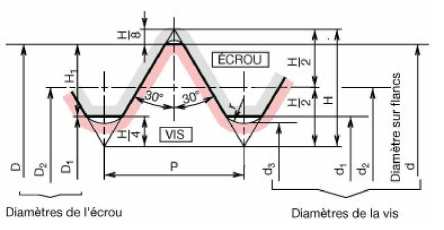 H/8
H/2
ÉCROU
H₁
30° 30°
H/2
H
r
VIS
H/4
P
D
D₂
D₁
d₃
d₁
d₂
Diamètre sur flancs
d
Diamètres de l'écrou
Diamètres de la vis